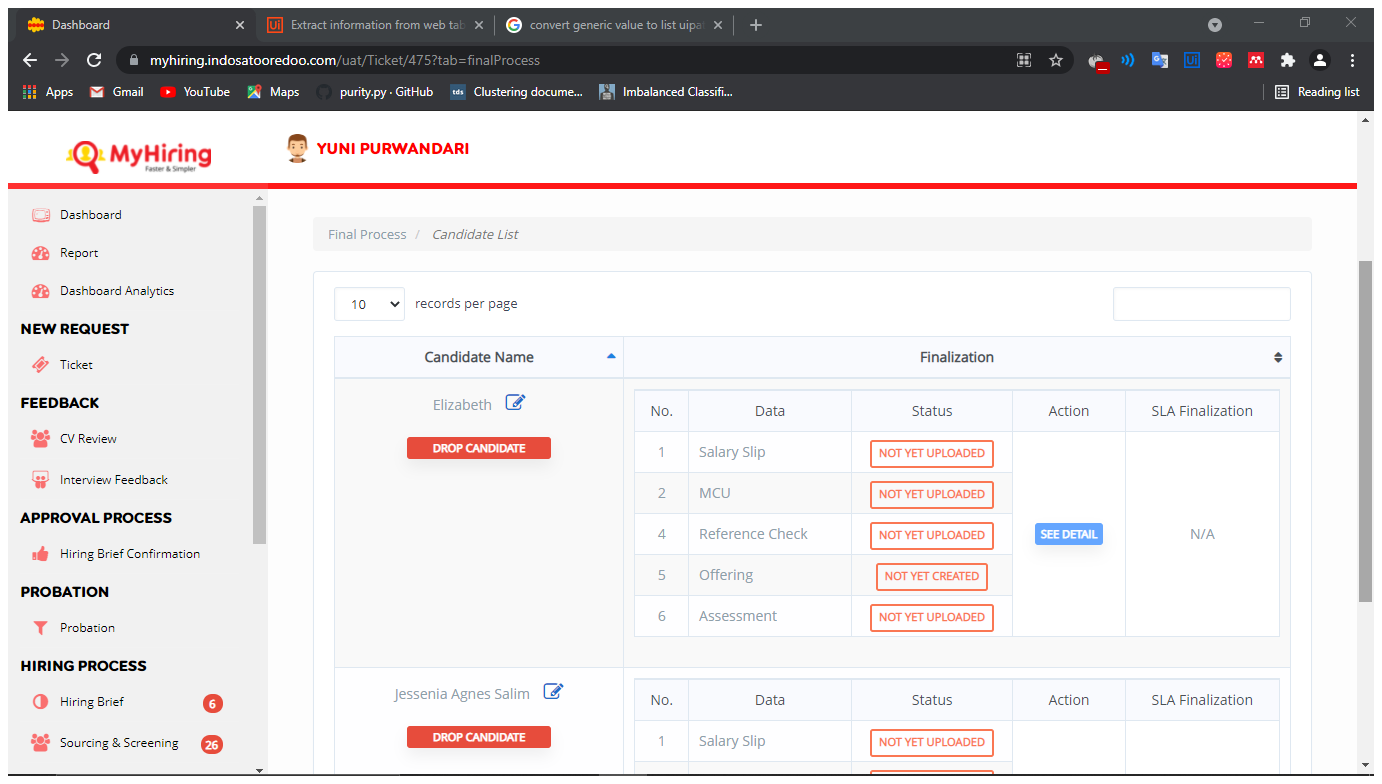 Dashboard
Extract information from web tab
convert generic value to list uipat
myhiring.indosatooredoo.com/uat/Ticket/475?tab=finalProcess
Apps
Gmail
YouTube
Maps
purity.py · GitHub
tds
Clustering docume...
Imbalanced Classifi...
Reading list
MyHiring
Faster & Simpler
YUNI PURWANDARI
Dashboard
Report
Dashboard Analytics
NEW REQUEST
Ticket
FEEDBACK
CV Review
Interview Feedback
APPROVAL PROCESS
Hiring Brief Confirmation
PROBATION
Probation
HIRING PROCESS
Hiring Brief 6
Sourcing & Screening 26
Final Process / Candidate List
10 records per page
Candidate Name Finalization
Elizabeth
DROP CANDIDATE
No. Data Status Action SLA Finalization
1 Salary Slip NOT YET UPLOADED
2 MCU NOT YET UPLOADED
4 Reference Check NOT YET UPLOADED SEE DETAIL N/A
5 Offering NOT YET CREATED
6 Assessment NOT YET UPLOADED
Jessenia Agnes Salim
DROP CANDIDATE
No. Data Status Action SLA Finalization
1 Salary Slip NOT YET UPLOADED